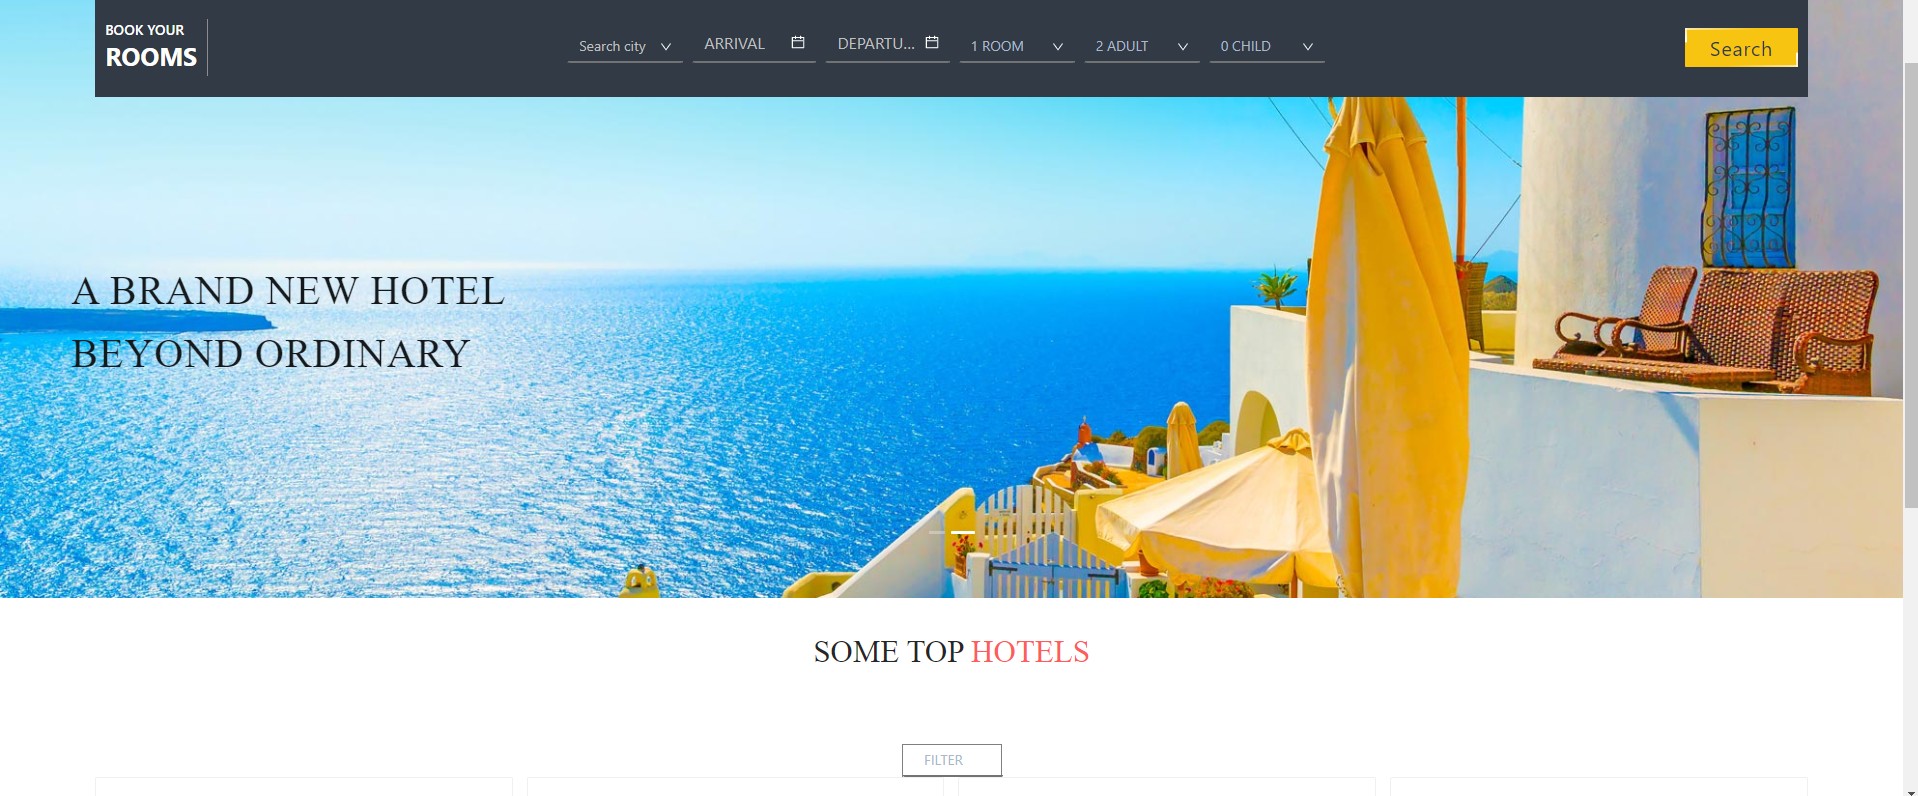 BOOK YOUR
ROOMS
Search city
ARRIVAL
DEPARTU...
1 ROOM
2 ADULT
0 CHILD
Search
A BRAND NEW HOTEL
BEYOND ORDINARY
SOME TOP HOTELS
FILTER